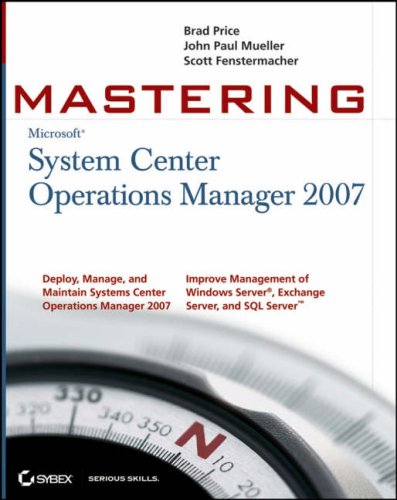 Brad Price
John Paul Mueller
Scott Fenstermacher
MASTERING
Microsoft®
System Center
Operations Manager 2007
Deploy, Manage, and
Maintain Systems Center
Operations Manager 2007
Improve Management of
Windows Server®, Exchange
Server, and SQL Server™
330
340
350
N
10
20
SYBEX
SERIOUS SKILLS.